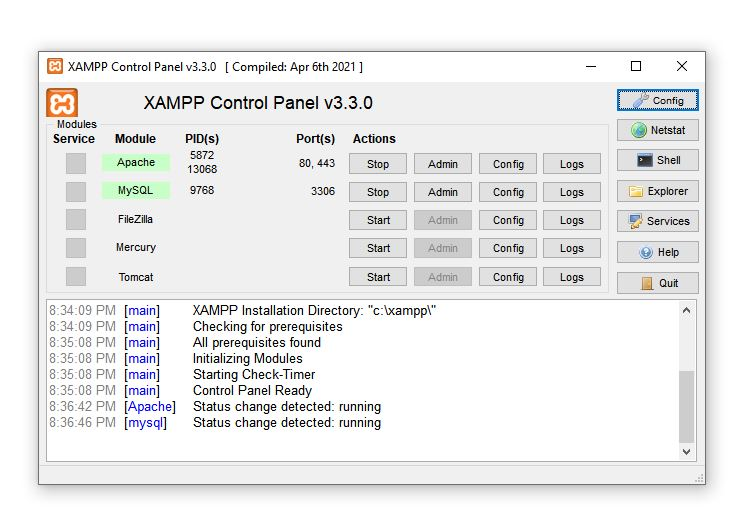 XAMPP Control Panel v3.3.0 [ Compiled: Apr 6th 2021 ]
XAMPP Control Panel v3.3.0
Config
Modules
Service Module PID(s) Port(s) Actions
Netstat
Apache 5872 13068 80, 443 Stop Admin Config Logs
Shell
MySQL 9768 3306 Stop Admin Config Logs
Explorer
FileZilla Start Admin Config Logs
Services
Mercury Start Admin Config Logs
Help
Tomcat Start Admin Config Logs
Quit
8:34:09 PM [main] XAMPP Installation Directory: "c:\xampp\"
8:34:09 PM [main] Checking for prerequisites
8:35:08 PM [main] All prerequisites found
8:35:08 PM [main] Initializing Modules
8:35:08 PM [main] Starting Check-Timer
8:35:08 PM [main] Control Panel Ready
8:36:42 PM [Apache] Status change detected: running
8:36:46 PM [mysql] Status change detected: running